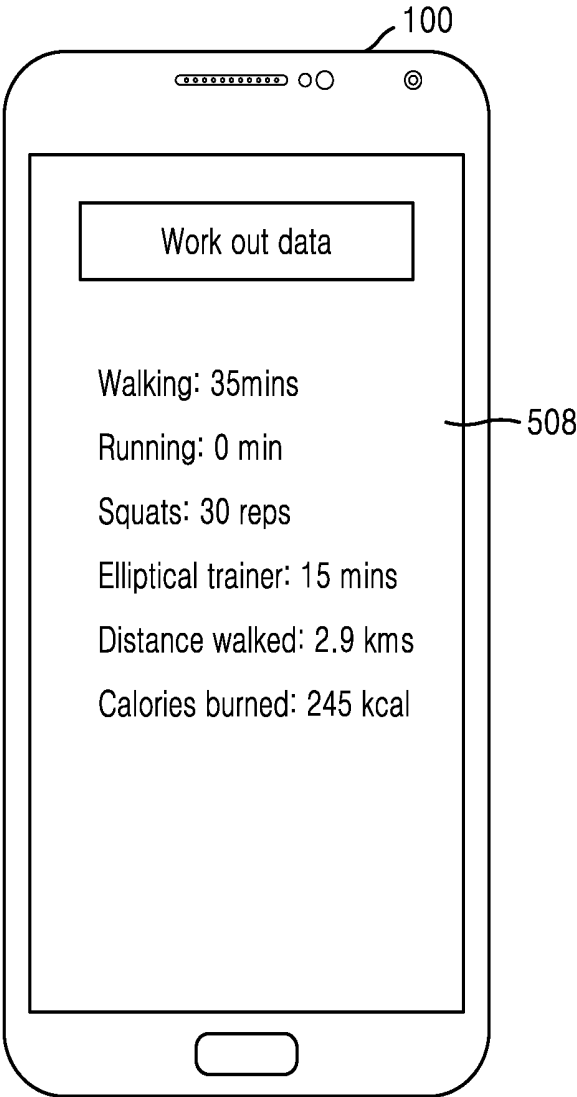 100
Work out data
Walking: 35mins
Running: 0 min
508
Squats: 30 reps
Elliptical trainer: 15 mins
Distance walked: 2.9 kms
Calories burned: 245 kcal